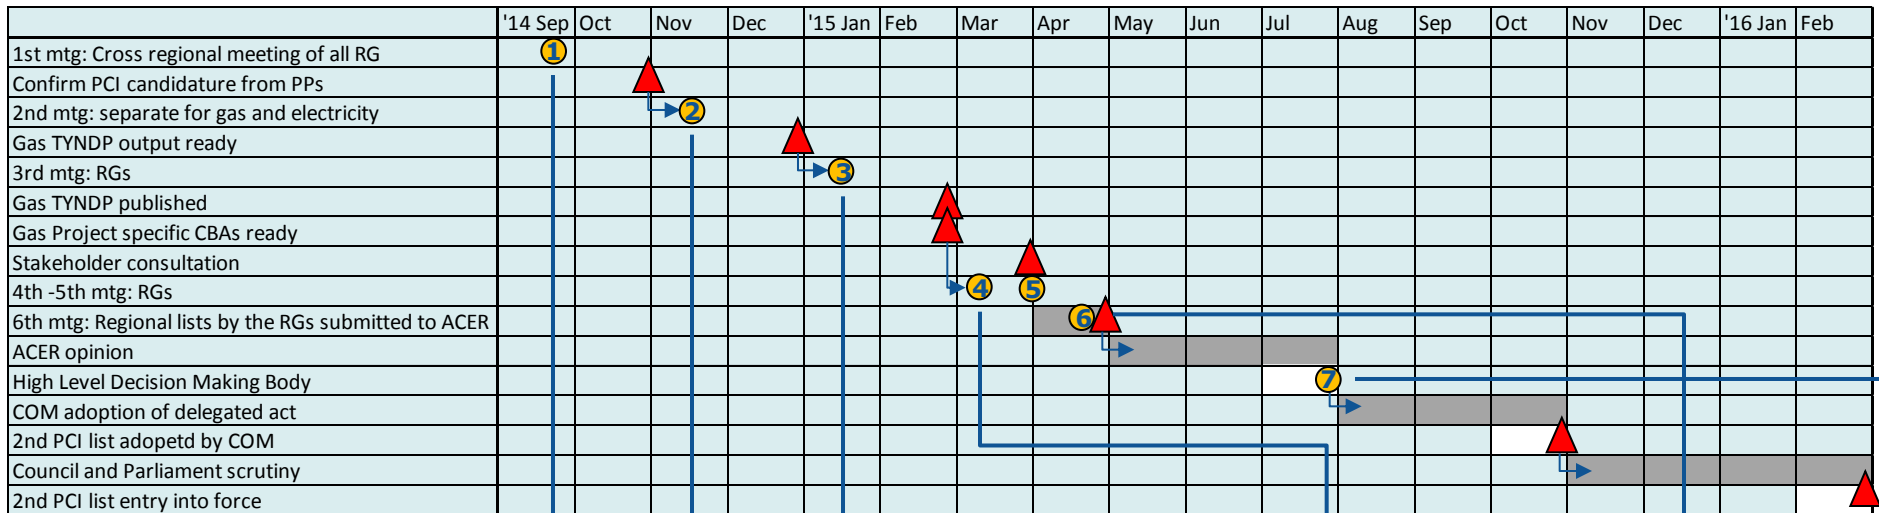 '14 Sep Oct Nov Dec '15 Jan Feb Mar Apr May Jun Jul Aug Sep Oct Nov Dec '16 Jan Feb
1st mtg: Cross regional meeting of all RG 1
Confirm PCI candidature from PPs
2nd mtg: separate for gas and electricity 2
Gas TYNDP output ready
3rd mtg: RGs 3
Gas TYNDP published
Gas Project specific CBAs ready
Stakeholder consultation
4th -5th mtg: RGs 4 5
6th mtg: Regional lists by the RGs submitted to ACER 6
ACER opinion
High Level Decision Making Body 7
COM adoption of delegated act
2nd PCI list adopetd by COM
Council and Parliament scrutiny
2nd PCI list entry into force